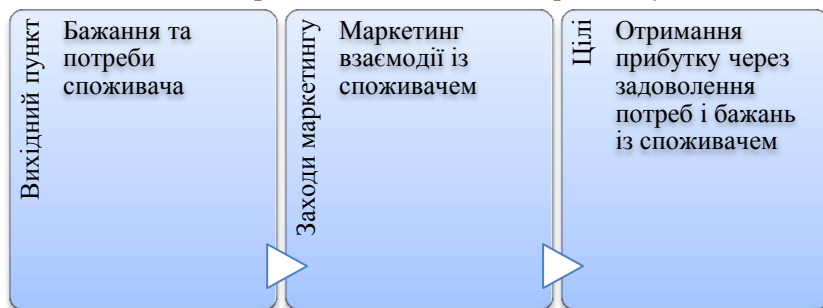 Вихідний пункт
Бажання та
потреби
споживача
Заходи маркетингу
Маркетинг
взаємодії із
споживачем
Цілі
Отримання
прибутку через
задоволення
потреб і бажань
із споживачем